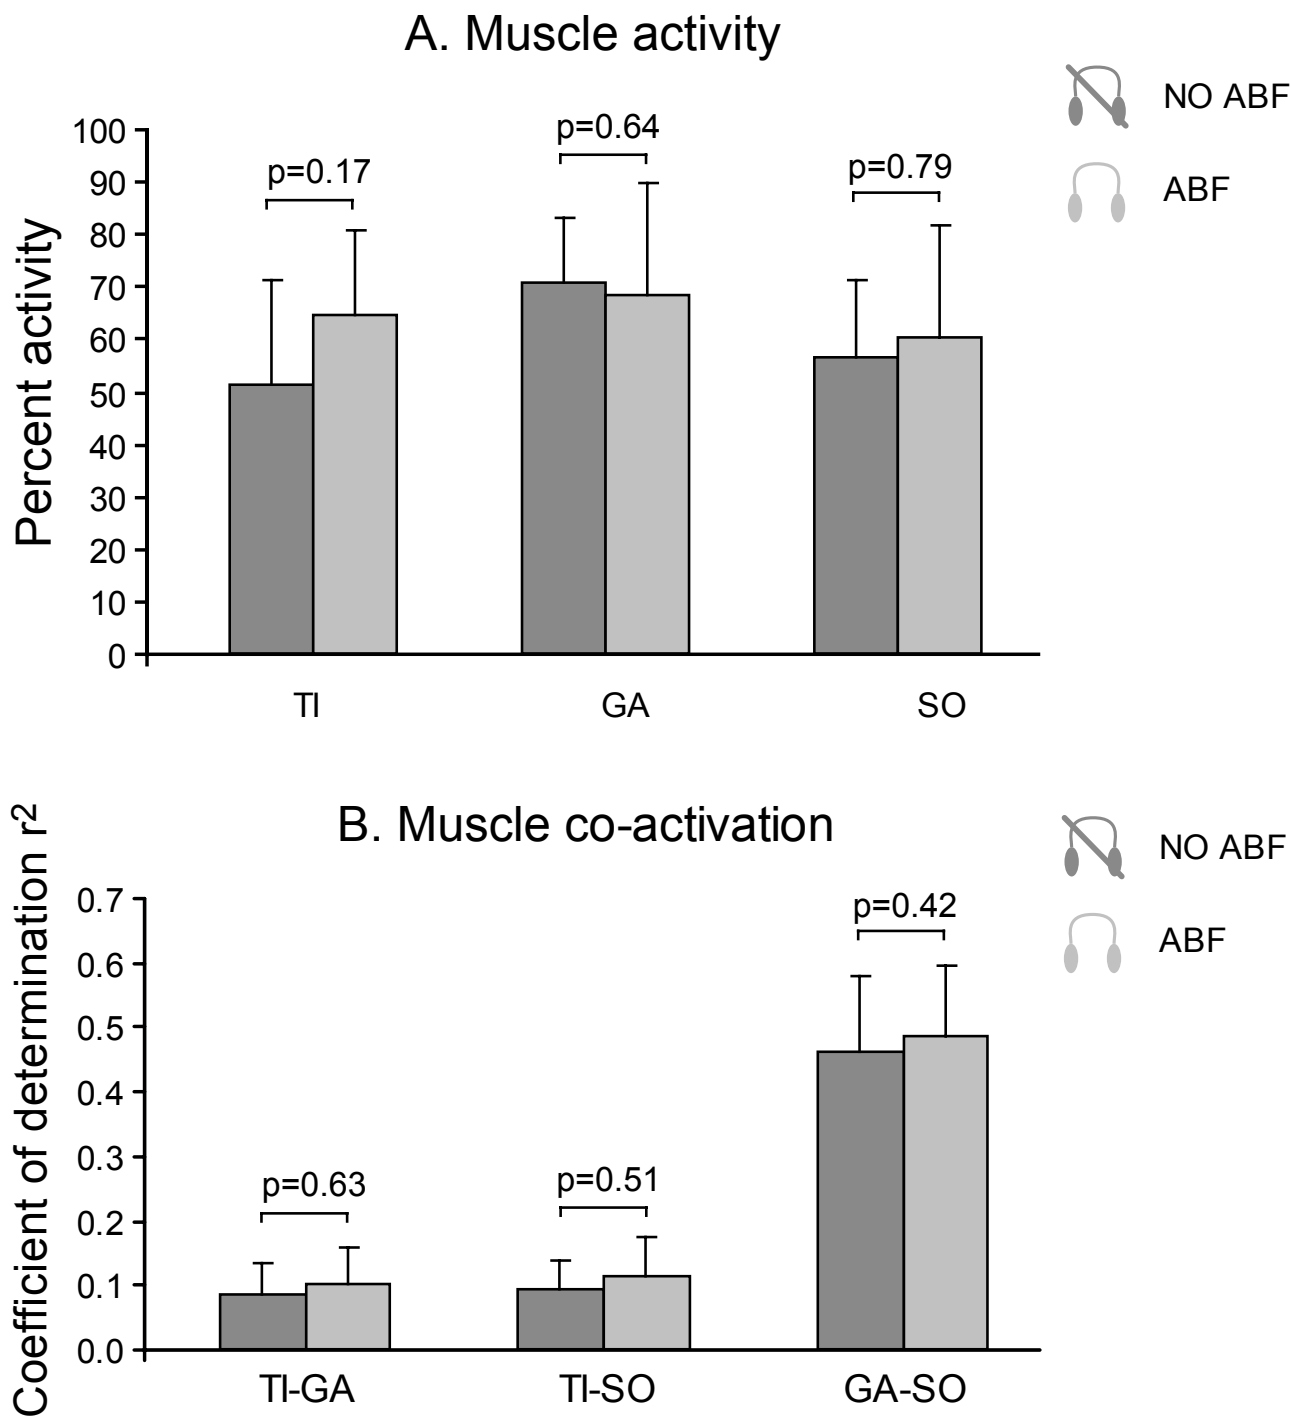 A. Muscle activity
NO ABF
ABF
Percent activity
100
90
80
70
60
50
40
30
20
10
0
p=0.17
p=0.64
p=0.79
TI
GA
SO
B. Muscle co-activation
NO ABF
ABF
Coefficient of determination r²
0.7
0.6
0.5
0.4
0.3
0.2
0.1
0.0
p=0.63
p=0.51
p=0.42
TI-GA
TI-SO
GA-SO